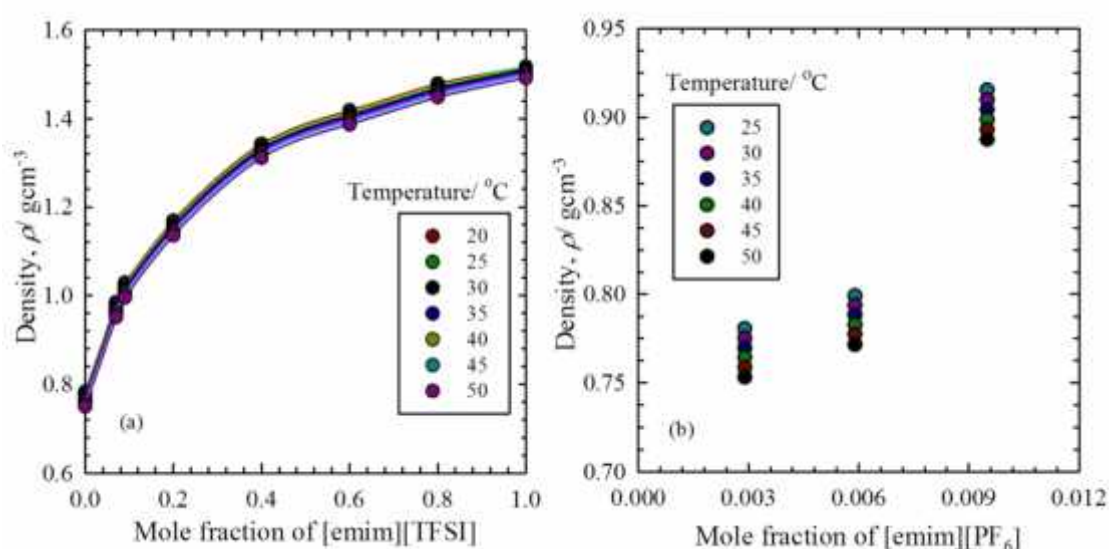 1.6
1.4
1.2
1.0
0.8
0.6
Density, ρ/ gcm⁻³
Temperature/ °C
20
25
30
35
40
45
50
(a)
0.0 0.2 0.4 0.6 0.8 1.0
Mole fraction of [emim][TFSI]
0.95
0.90
0.85
0.80
0.75
0.70
Density, ρ/ gcm⁻³
Temperature/ °C
25
30
35
40
45
50
(b)
0.000 0.003 0.006 0.009 0.012
Mole fraction of [emim][PF₆]